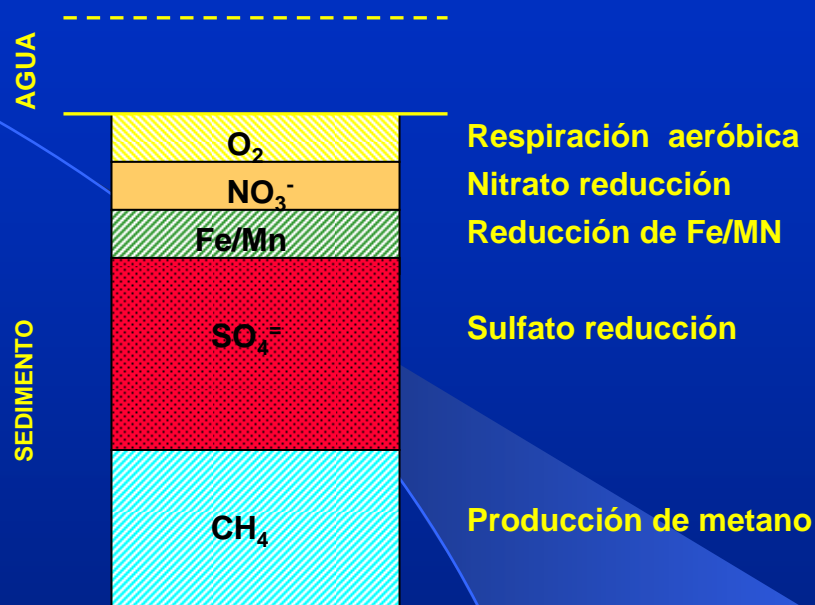 AGUA
O₂
Respiración aeróbica
NO₃⁻
Nitrato reducción
Fe/Mn
Reducción de Fe/MN
SEDIMENTO
SO₄⁼
Sulfato reducción
CH₄
Producción de metano